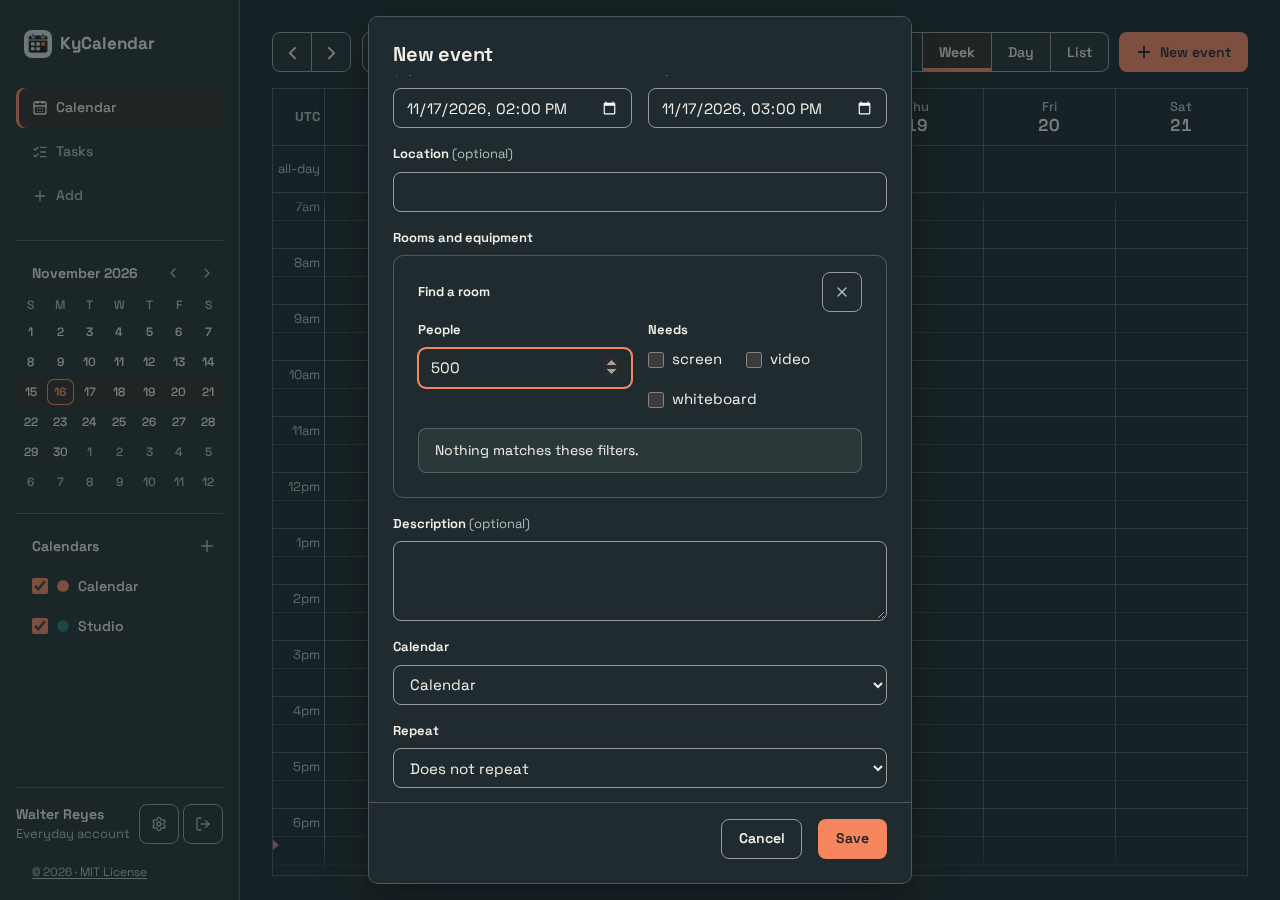 KyCalendar
Calendar
Tasks
Add
November 2026
S M T W T F S
1 2 3 4 5 6 7
8 9 10 11 12 13 14
15 16 17 18 19 20 21
22 23 24 25 26 27 28
29 30 1 2 3 4 5
6 7 8 9 10 11 12
Calendars
Calendar
Studio
Walter Reyes
Everyday account
© 2026 · MIT License
Week Day List
New event
UTC
Fri
20
Sat
21
all-day
7am
8am
9am
10am
11am
12pm
1pm
2pm
3pm
4pm
5pm
6pm
New event
11/17/2026, 02:00 PM
11/17/2026, 03:00 PM
Location (optional)
Rooms and equipment
Find a room
People
500
Needs
screen video
whiteboard
Nothing matches these filters.
Description (optional)
Calendar
Calendar
Repeat
Does not repeat
Cancel Save